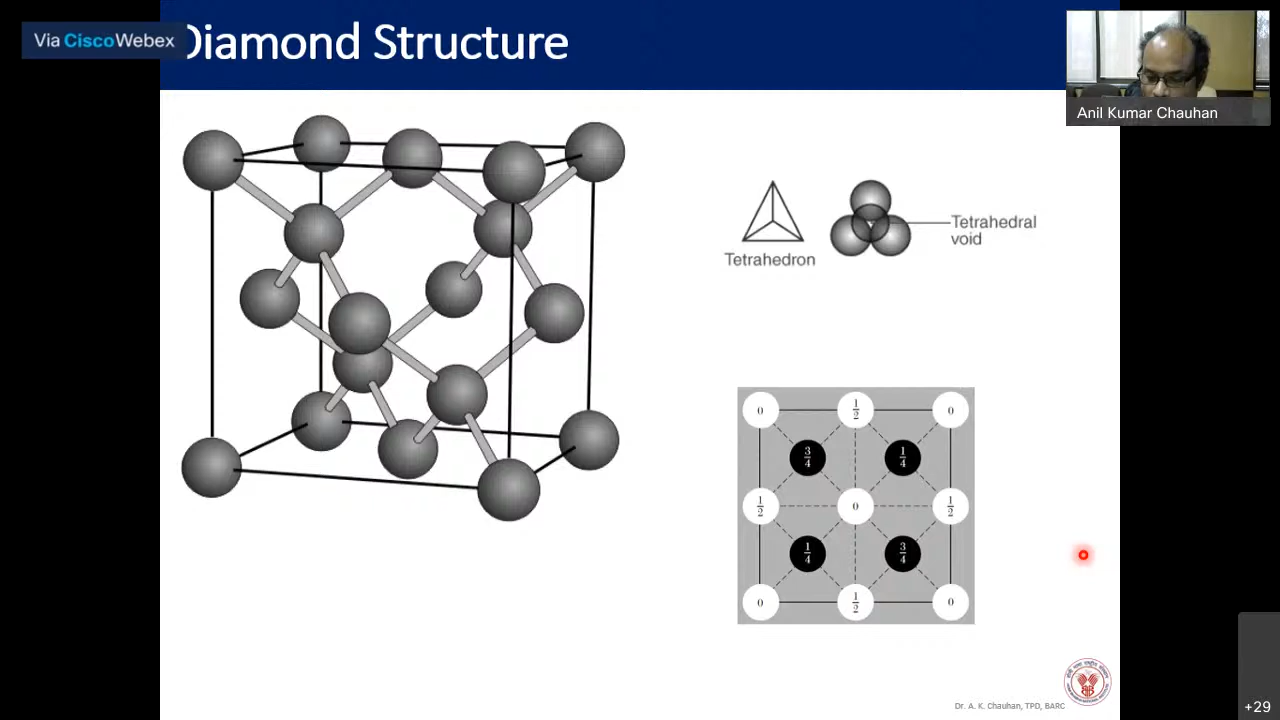 Via CiscoWebex
Diamond Structure
Anil Kumar Chauhan
Tetrahedron
Tetrahedral
void
0 1/2 0
3/4 1/4
1/2 0 1/2
1/4 3/4
0 1/2 0
Dr. A. K. Chauhan, TPD, BARC
+29